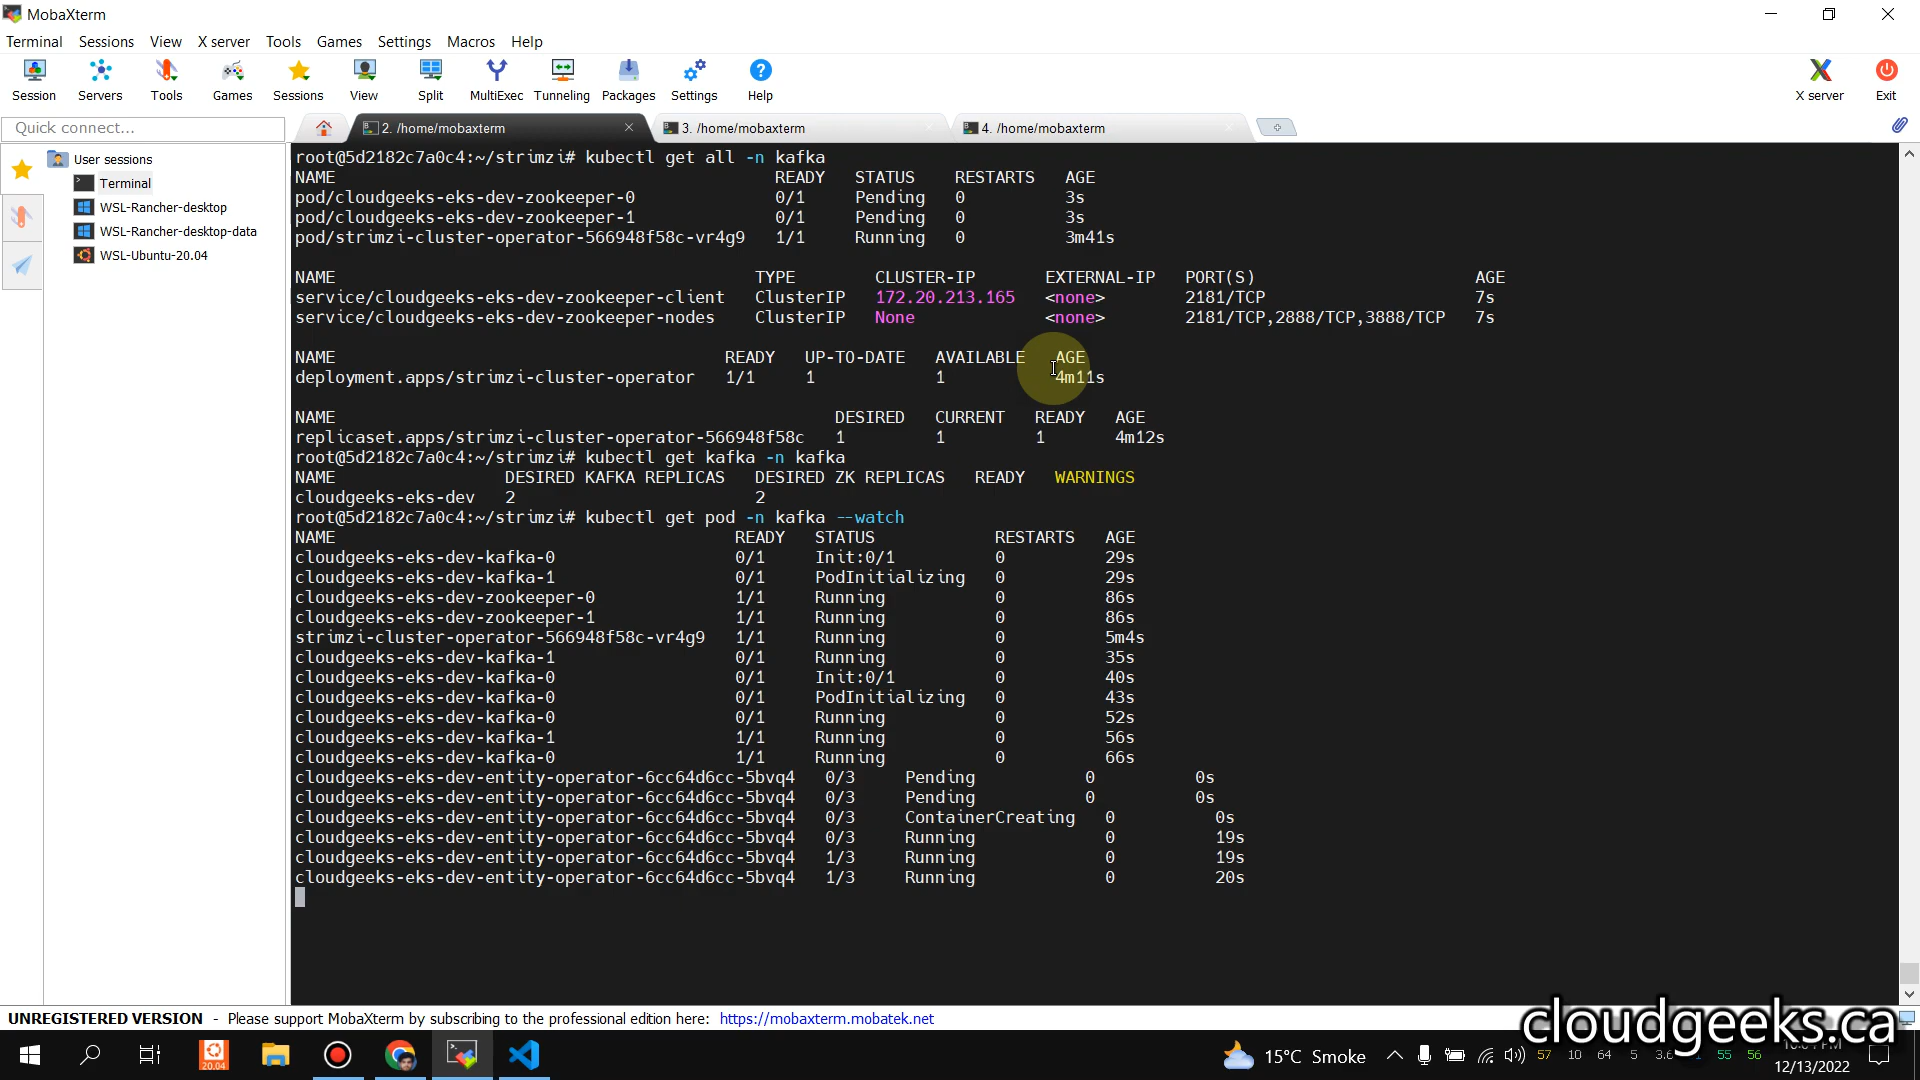 MobaXterm
Terminal Sessions View X server Tools Games Settings Macros Help
Session Servers Tools Games Sessions View Split MultiExec Tunneling Packages Settings Help X server Exit
Quick connect...
2. /home/mobaxterm
3. /home/mobaxterm
4. /home/mobaxterm
User sessions
Terminal
WSL-Rancher-desktop
WSL-Rancher-desktop-data
WSL-Ubuntu-20.04
root@5d2182c7a0c4:~/strimzi# kubectl get all -n kafka
NAME READY STATUS RESTARTS AGE
pod/cloudgeeks-eks-dev-zookeeper-0 0/1 Pending 0 3s
pod/cloudgeeks-eks-dev-zookeeper-1 0/1 Pending 0 3s
pod/strimzi-cluster-operator-566948f58c-vr4g9 1/1 Running 0 3m41s
NAME TYPE CLUSTER-IP EXTERNAL-IP PORT(S) AGE
service/cloudgeeks-eks-dev-zookeeper-client ClusterIP 172.20.213.165 <none> 2181/TCP 7s
service/cloudgeeks-eks-dev-zookeeper-nodes ClusterIP None <none> 2181/TCP,2888/TCP,3888/TCP 7s
NAME READY UP-TO-DATE AVAILABLE AGE
deployment.apps/strimzi-cluster-operator 1/1 1 1 4m11s
NAME DESIRED CURRENT READY AGE
replicaset.apps/strimzi-cluster-operator-566948f58c 1 1 1 4m12s
root@5d2182c7a0c4:~/strimzi# kubectl get kafka -n kafka
NAME DESIRED KAFKA REPLICAS DESIRED ZK REPLICAS READY WARNINGS
cloudgeeks-eks-dev 2 2
root@5d2182c7a0c4:~/strimzi# kubectl get pod -n kafka --watch
NAME READY STATUS RESTARTS AGE
cloudgeeks-eks-dev-kafka-0 0/1 Init:0/1 0 29s
cloudgeeks-eks-dev-kafka-1 0/1 PodInitializing 0 29s
cloudgeeks-eks-dev-zookeeper-0 1/1 Running 0 86s
cloudgeeks-eks-dev-zookeeper-1 1/1 Running 0 86s
strimzi-cluster-operator-566948f58c-vr4g9 1/1 Running 0 5m4s
cloudgeeks-eks-dev-kafka-1 0/1 Running 0 35s
cloudgeeks-eks-dev-kafka-0 0/1 Init:0/1 0 40s
cloudgeeks-eks-dev-kafka-0 0/1 PodInitializing 0 43s
cloudgeeks-eks-dev-kafka-0 0/1 Running 0 52s
cloudgeeks-eks-dev-kafka-1 1/1 Running 0 56s
cloudgeeks-eks-dev-kafka-0 1/1 Running 0 66s
cloudgeeks-eks-dev-entity-operator-6cc64d6cc-5bvq4 0/3 Pending 0 0s
cloudgeeks-eks-dev-entity-operator-6cc64d6cc-5bvq4 0/3 Pending 0 0s
cloudgeeks-eks-dev-entity-operator-6cc64d6cc-5bvq4 0/3 ContainerCreating 0 0s
cloudgeeks-eks-dev-entity-operator-6cc64d6cc-5bvq4 0/3 Running 0 19s
cloudgeeks-eks-dev-entity-operator-6cc64d6cc-5bvq4 1/3 Running 0 19s
cloudgeeks-eks-dev-entity-operator-6cc64d6cc-5bvq4 1/3 Running 0 20s
UNREGISTERED VERSION - Please support MobaXterm by subscribing to the professional edition here: https://mobaxterm.mobatek.net
cloudgeeks.ca
20.04
15°C Smoke
57 10 64 5 55 56
12/13/2022